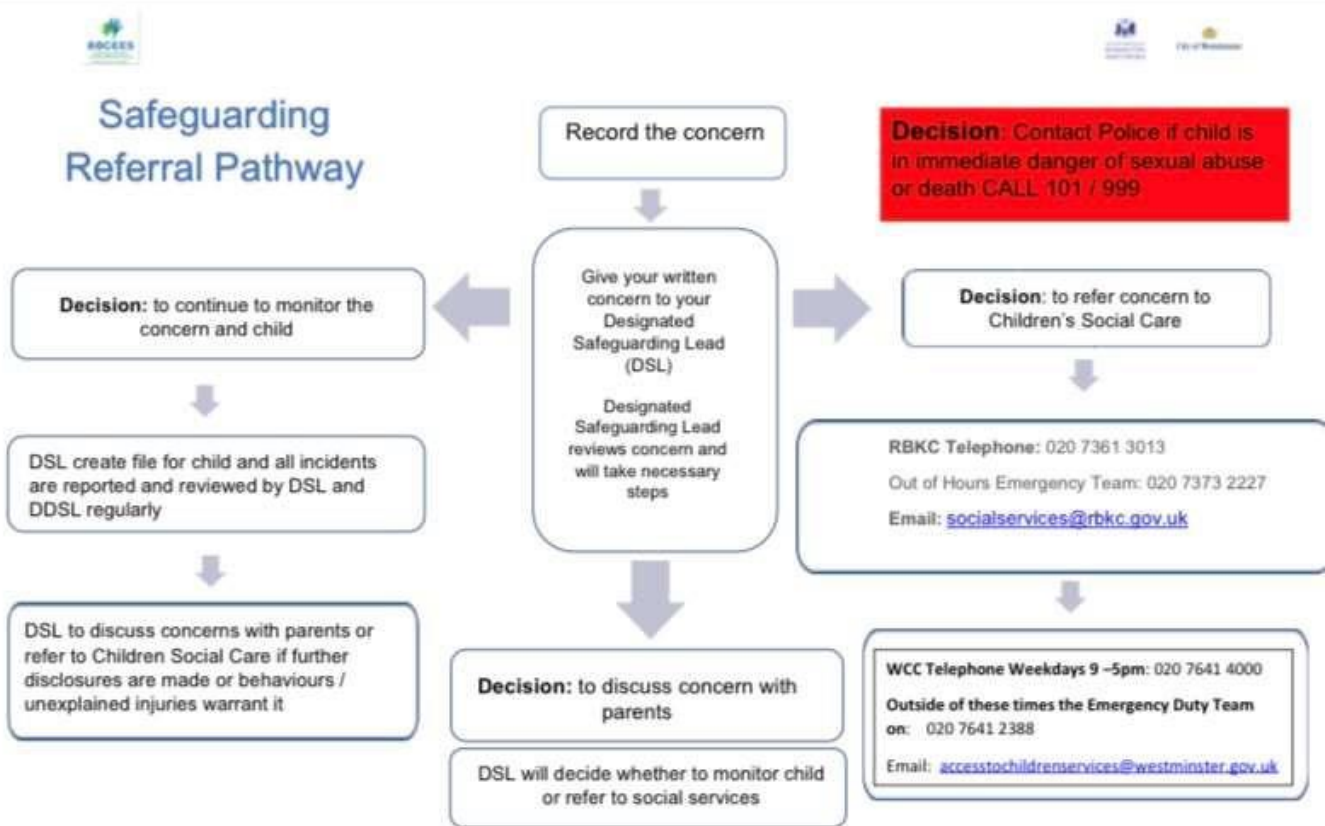 BBCEES
City of Westminster
Safeguarding
Referral Pathway
Record the concern
Decision: Contact Police if child is
in immediate danger of sexual abuse
or death CALL 101 / 999
Give your written
concern to your
Designated
Safeguarding Lead
(DSL)
Designated
Safeguarding Lead
reviews concern and
will take necessary
steps
Decision: to continue to monitor the
concern and child
DSL create file for child and all incidents
are reported and reviewed by DSL and
DDSL regularly
DSL to discuss concerns with parents or
refer to Children Social Care if further
disclosures are made or behaviours /
unexplained injuries warrant it
Decision: to discuss concern with
parents
DSL will decide whether to monitor child
or refer to social services
Decision: to refer concern to
Children's Social Care
RBKC Telephone: 020 7361 3013
Out of Hours Emergency Team: 020 7373 2227
Email: socialservices@rbkc.gov.uk
WCC Telephone Weekdays 9 –5pm: 020 7641 4000
Outside of these times the Emergency Duty Team
on: 020 7641 2388
Email: accesstochildrenservices@westminster.gov.uk